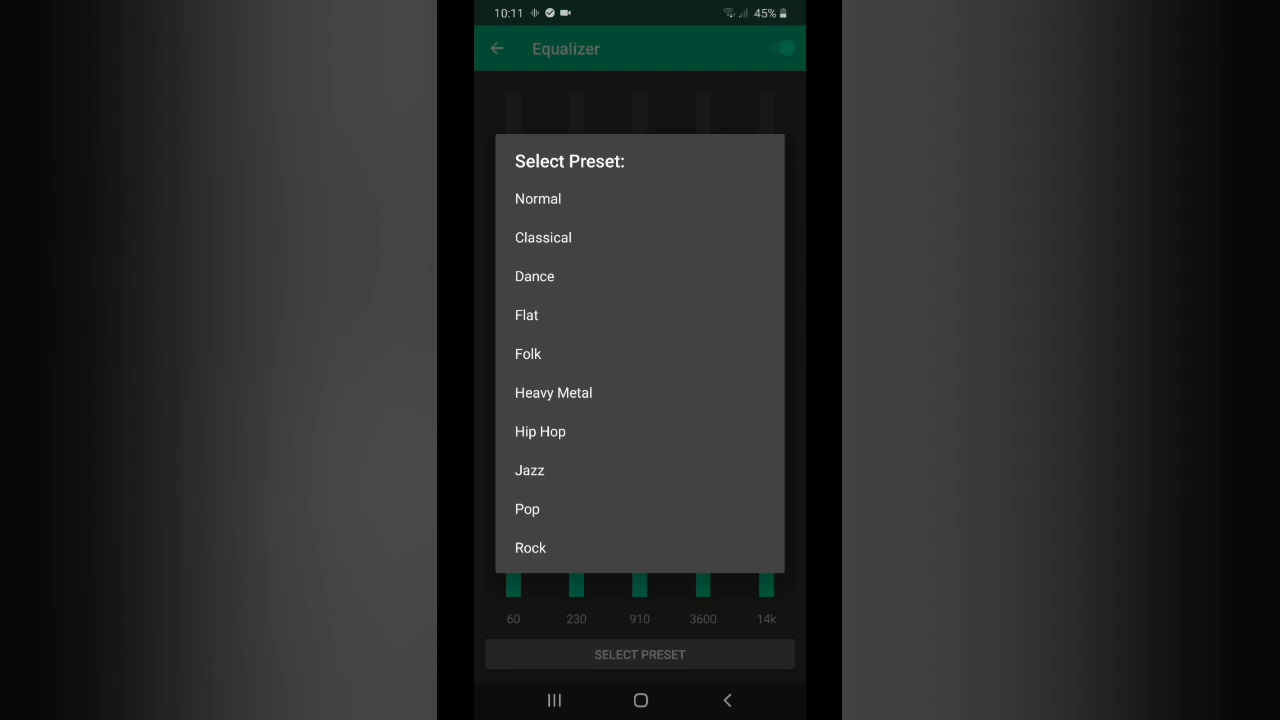 10:11 45%
Equalizer
Select Preset:
Normal
Classical
Dance
Flat
Folk
Heavy Metal
Hip Hop
Jazz
Pop
Rock
60 230 910 3600 14k
SELECT PRESET